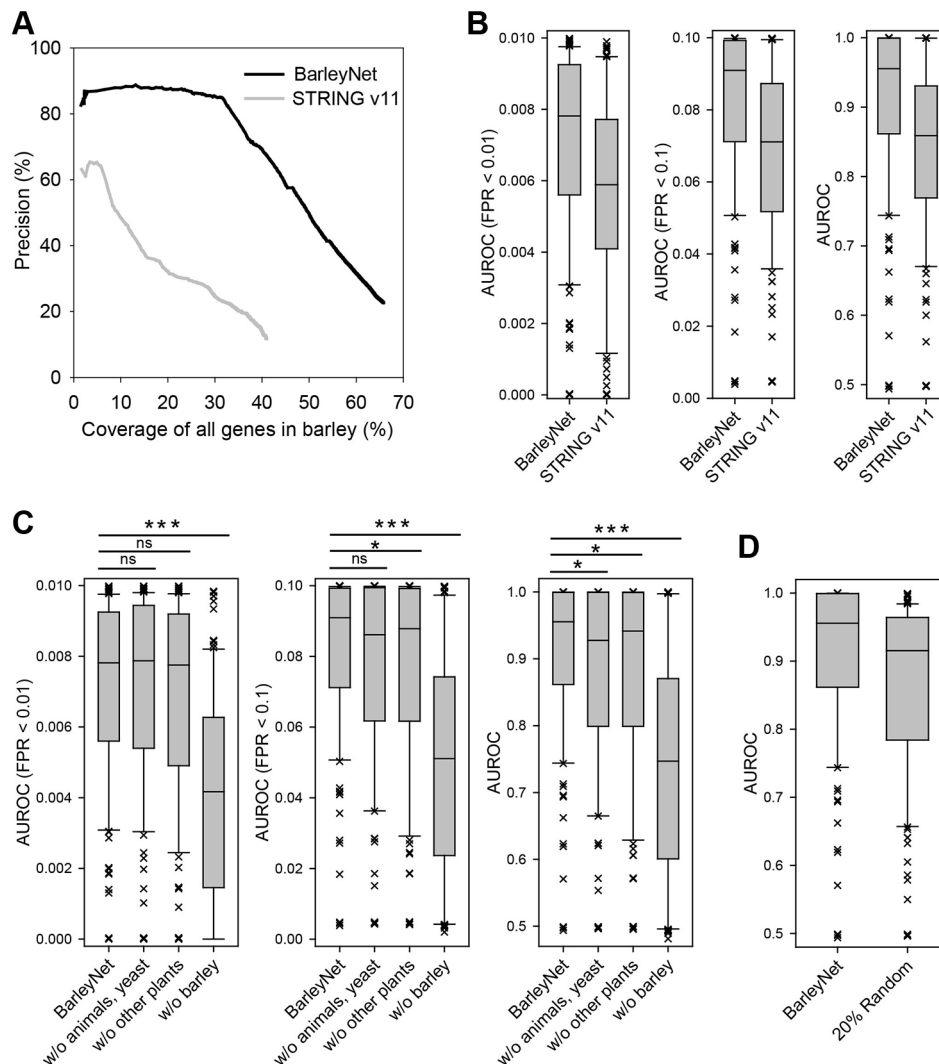 A
100
80
60
40
20
0
Precision (%)
BarleyNet
STRING v11
0 10 20 30 40 50 60 70
Coverage of all genes in barley (%)
B
0.010
0.008
0.006
0.004
0.002
0.000
AUROC (FPR < 0.01)
BarleyNet
STRING v11
0.10
0.08
0.06
0.04
0.02
0.00
AUROC (FPR < 0.1)
BarleyNet
STRING v11
1.0
0.9
0.8
0.7
0.6
0.5
AUROC
BarleyNet
STRING v11
C
***
ns
ns
0.010
0.008
0.006
0.004
0.002
0.000
AUROC (FPR < 0.01)
BarleyNet
w/o animals, yeast
w/o other plants
w/o barley
***
*
ns
0.100
0.08
0.06
0.04
0.02
0.00
AUROC (FPR < 0.1)
BarleyNet
w/o animals, yeast
w/o other plants
w/o barley
***
*
*
1.0
0.9
0.8
0.7
0.6
0.5
AUROC
BarleyNet
w/o animals, yeast
w/o other plants
w/o barley
D
1.0
0.9
0.8
0.7
0.6
0.5
AUROC
BarleyNet
20% Random